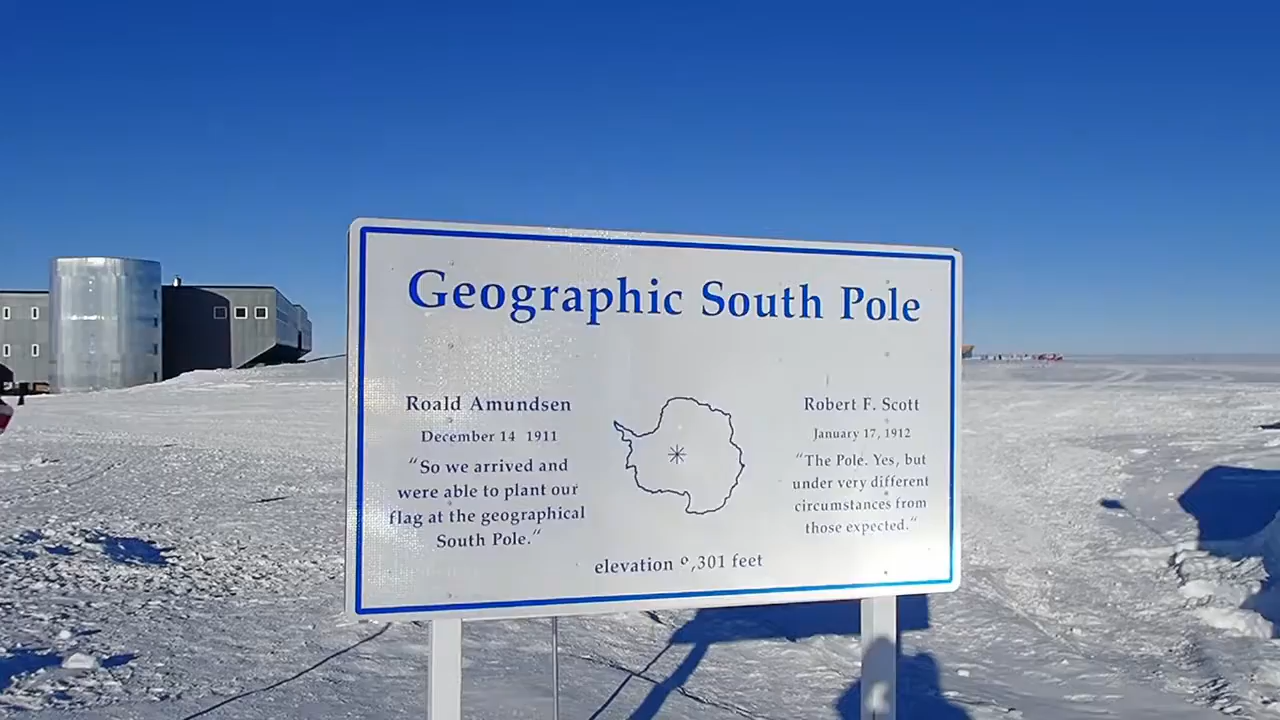 Geographic South Pole
Roald Amundsen
December 14 1911
“So we arrived and
were able to plant our
flag at the geographical
South Pole.“
Robert F. Scott
January 17, 1912
“The Pole. Yes, but
under very different
circumstances from
those expected.“
elevation ,301 feet